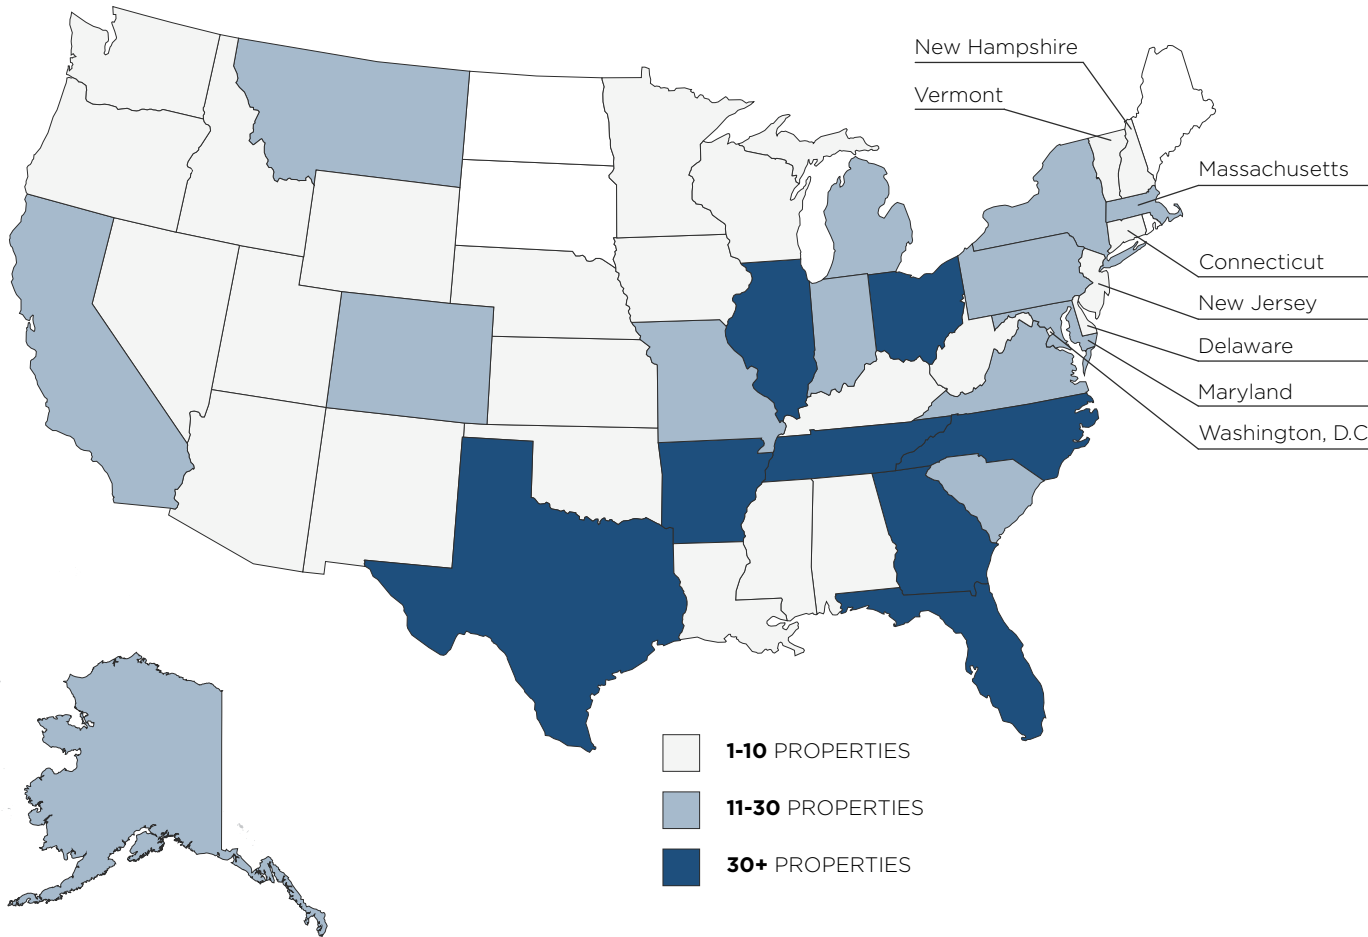 New Hampshire
Vermont
Massachusetts
Connecticut
New Jersey
Delaware
Maryland
Washington, D.C
1-10 PROPERTIES
11-30 PROPERTIES
30+ PROPERTIES